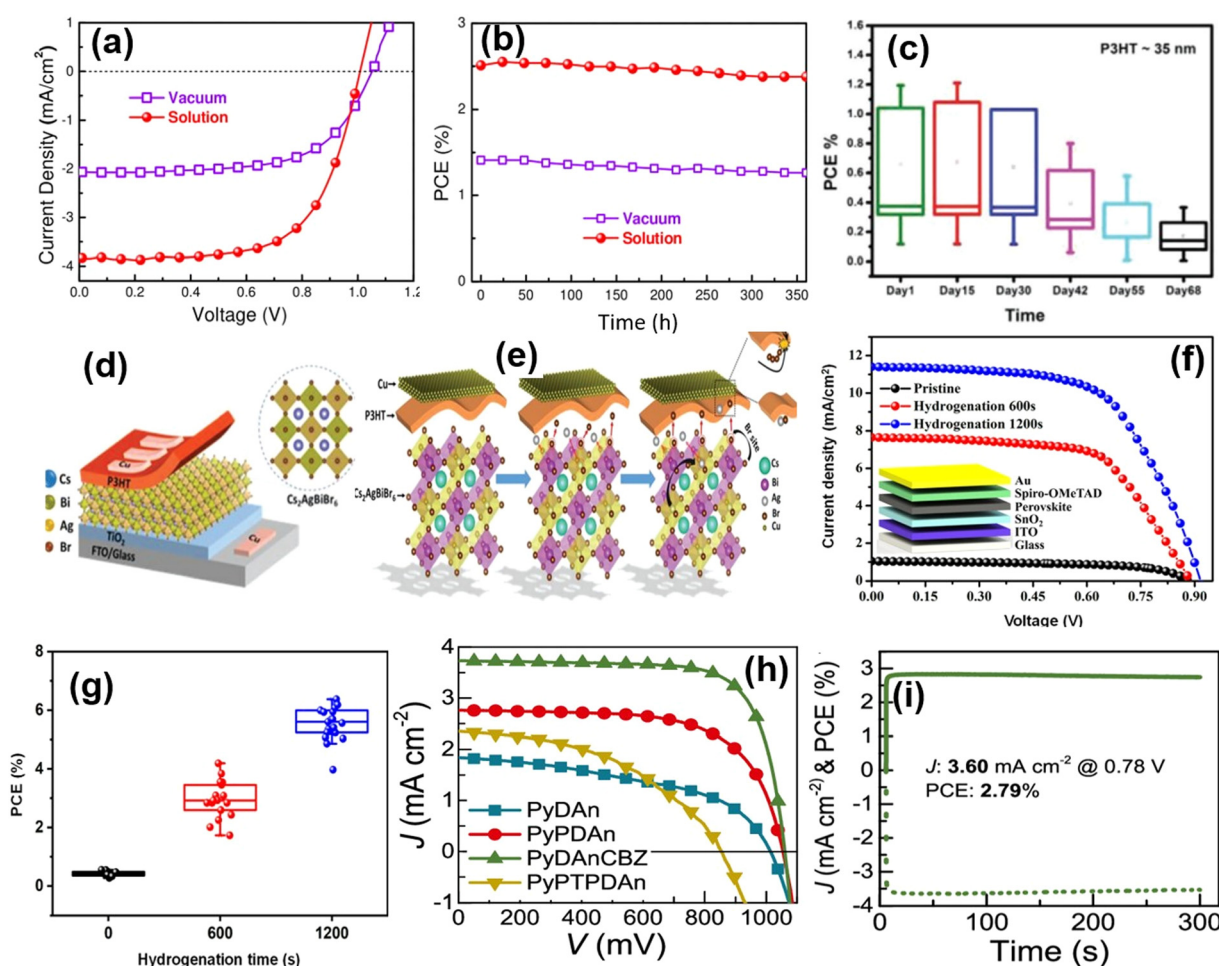 (a)
Current Density (mA/cm²)
1
0
-1
-2
-3
-4
Vacuum
Solution
0.0 0.2 0.4 0.6 0.8 1.0 1.2
Voltage (V)
(b)
PCE (%)
3
2
1
0
Vacuum
Solution
0 50 100 150 200 250 300 350
Time (h)
(c)
P3HT ~ 35 nm
PCE %
1.6
1.4
1.2
1.0
0.8
0.6
0.4
0.2
0.0
Day1 Day15 Day30 Day42 Day55 Day68
Time
(d)
Cu
P3HT
TiO₂
FTO/Glass
Cu
Cs
Bi
Ag
Br
Cs₂AgBiBr₆
(e)
Cu
P3HT
Cs₂AgBiBr₆
Br site
Cs
Bi
Ag
Br
Cu
(f)
Current density (mA/cm²)
12
10
8
6
4
2
0
Pristine
Hydrogenation 600s
Hydrogenation 1200s
Au
Spiro-OMeTAD
Perovskite
SnO₂
ITO
Glass
0.00 0.15 0.30 0.45 0.60 0.75 0.90
Voltage (V)
(g)
PCE (%)
8
6
4
2
0
0 600 1200
Hydrogenation time (s)
(h)
J (mA cm⁻²)
4
3
2
1
0
-1
PyDAn
PyPDAn
PyDAnCBZ
PyPTPDAn
0 200 400 600 800 1000
V (mV)
(i)
J (mA cm⁻²) & PCE (%)
3
2
1
0
-1
-2
-3
-4
J: 3.60 mA cm⁻² @ 0.78 V
PCE: 2.79%
0 100 200 300
Time (s)